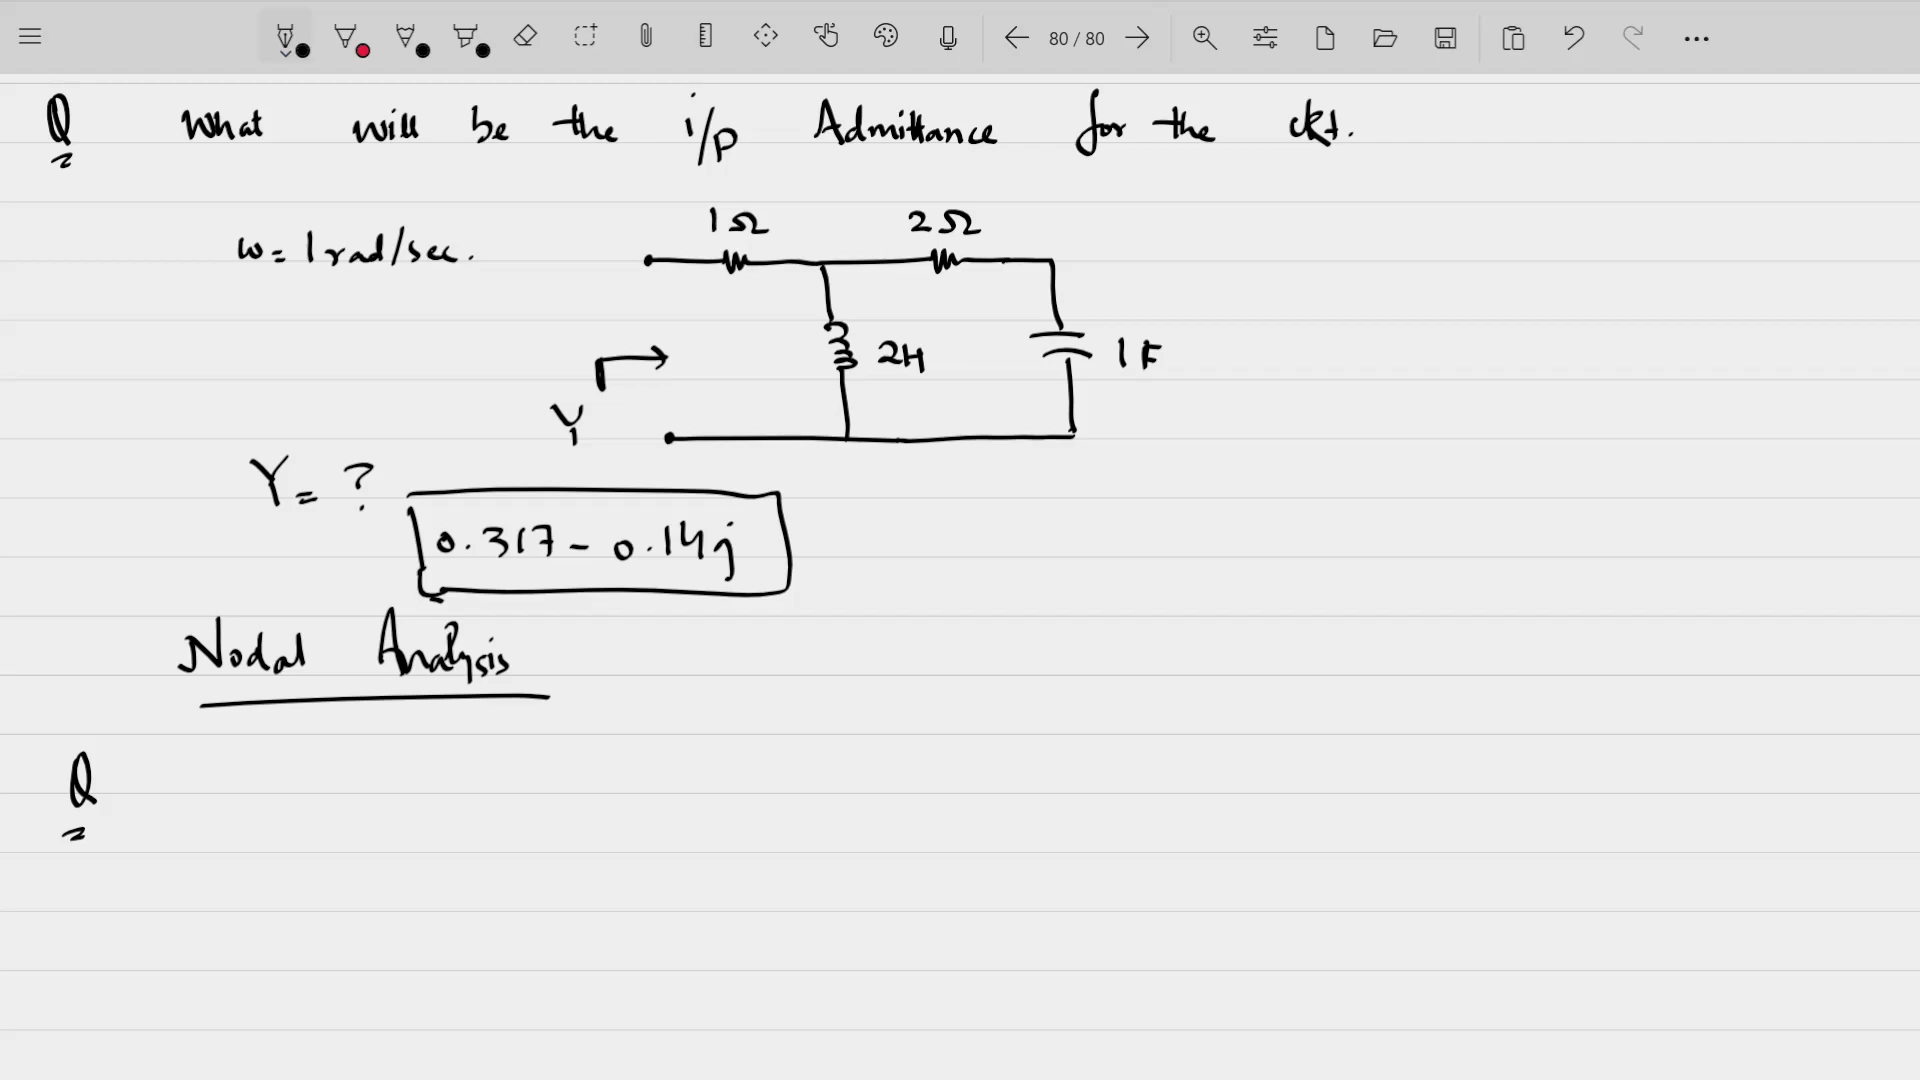 80 / 80
Q What will be the i/p Admittance for the ckt.
1Ω 2Ω
ω = 1 rad/sec.
2H 1F
Y
Y = ?
0.317 - 0.14j
Nodal Analysis
Q